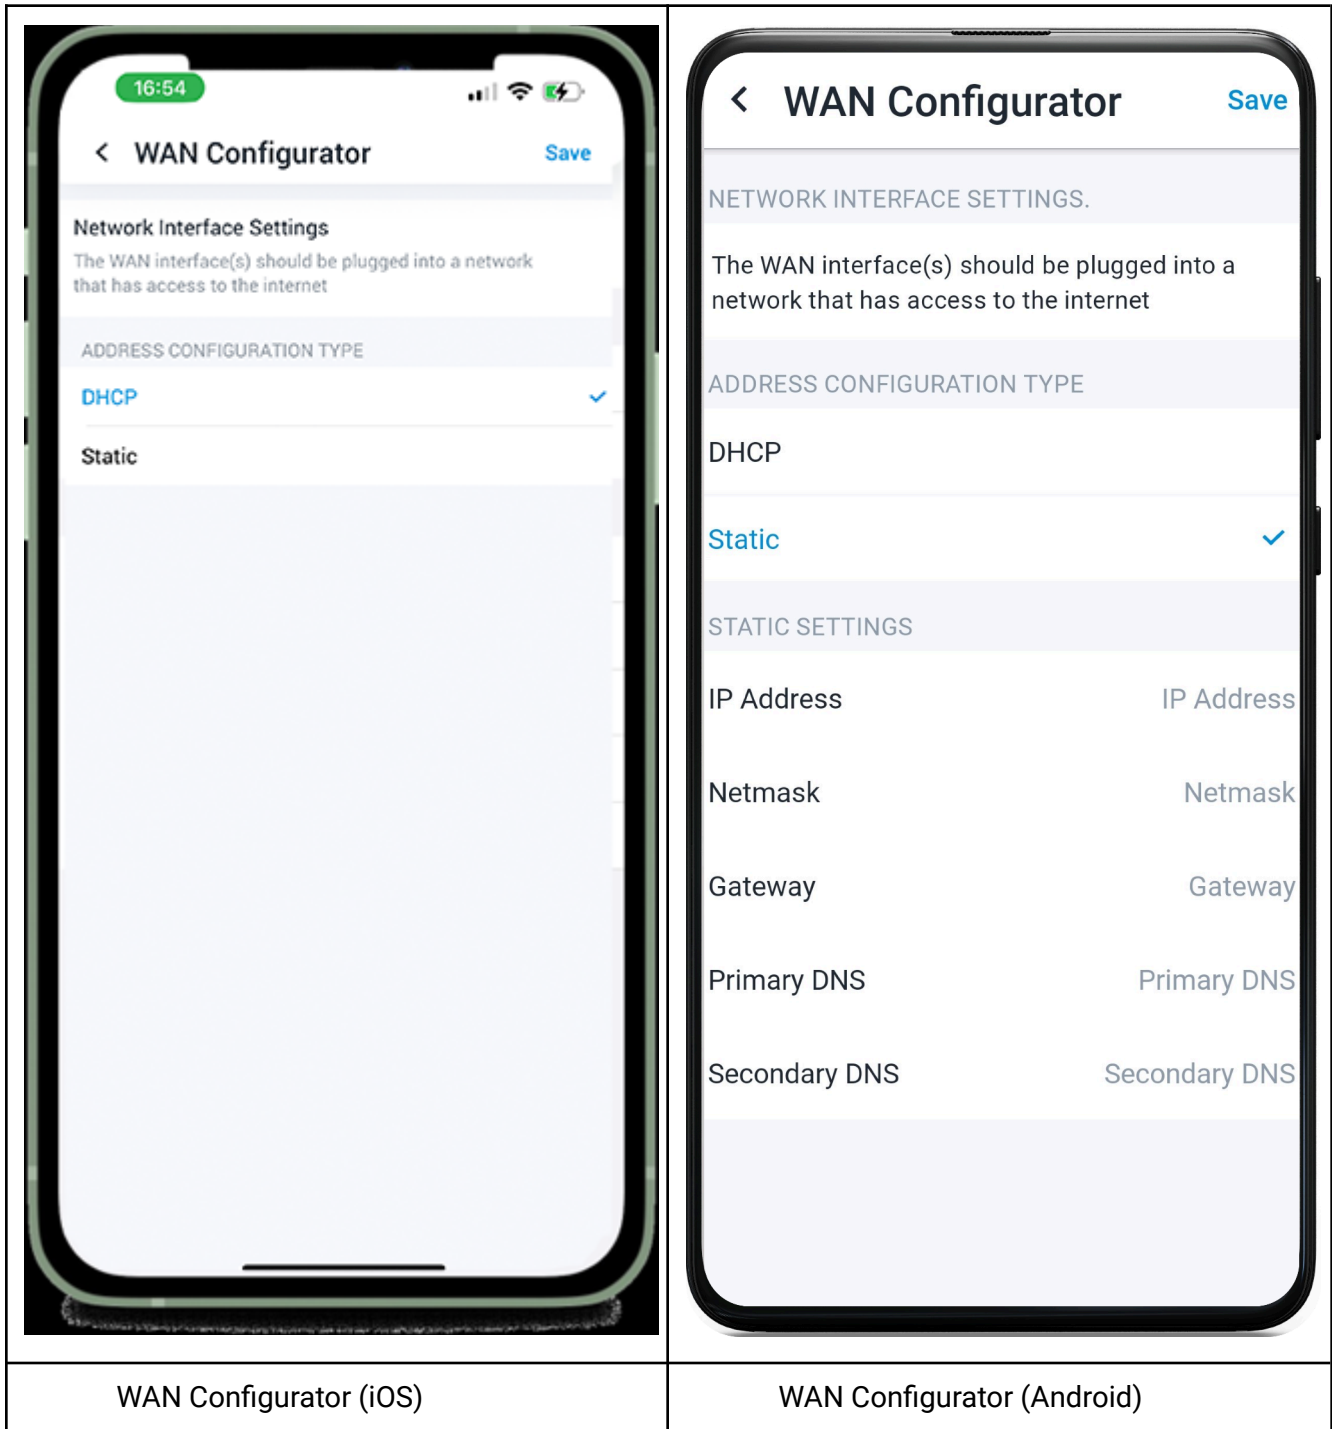 16:54
WAN Configurator
Save
Network Interface Settings
The WAN interface(s) should be plugged into a network
that has access to the internet
ADDRESS CONFIGURATION TYPE
DHCP
Static
WAN Configurator (iOS)
WAN Configurator
Save
NETWORK INTERFACE SETTINGS.
The WAN interface(s) should be plugged into a
network that has access to the internet
ADDRESS CONFIGURATION TYPE
DHCP
Static
STATIC SETTINGS
IP Address IP Address
Netmask Netmask
Gateway Gateway
Primary DNS Primary DNS
Secondary DNS Secondary DNS
WAN Configurator (Android)